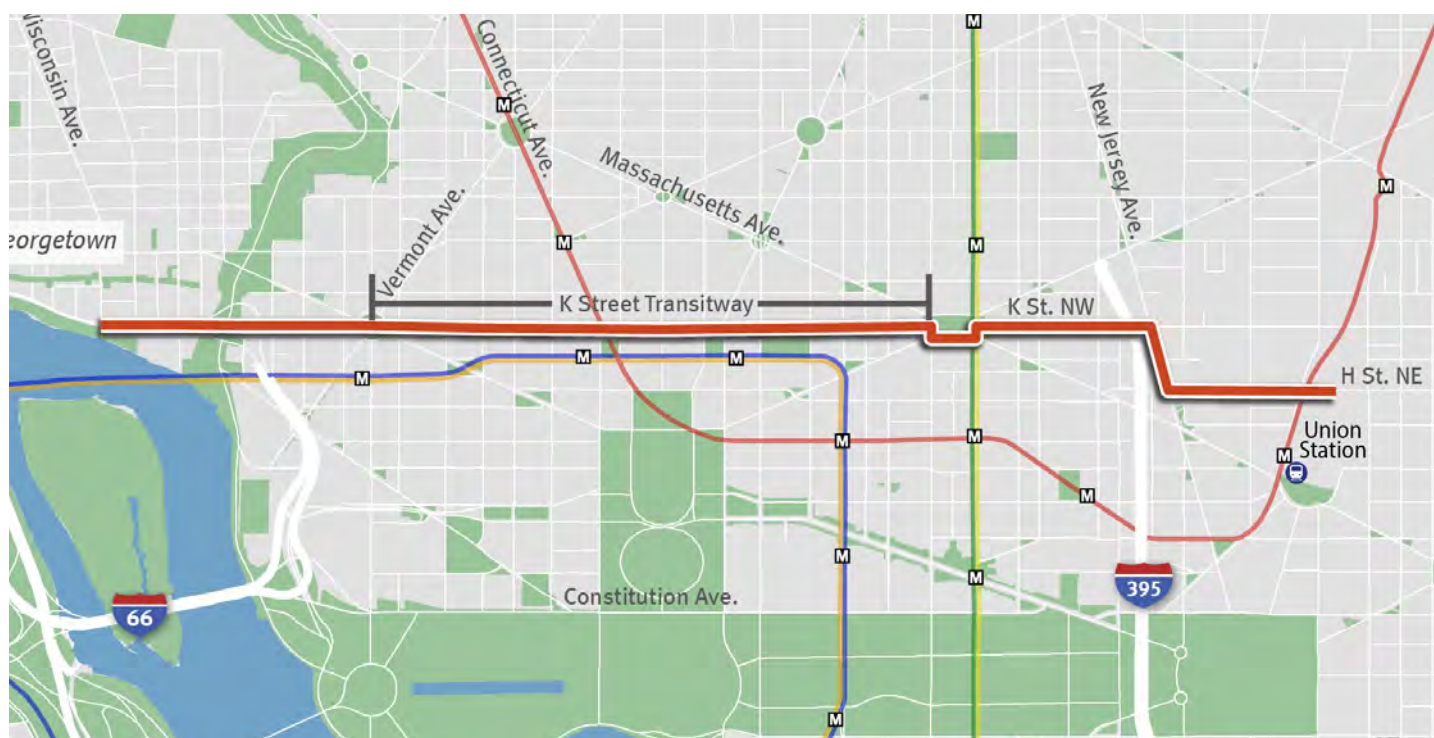 Wisconsin Ave.
Connecticut Ave.
M
M
New Jersey Ave.
Massachusetts Ave.
M
eorgetown
Vermont Ave.
M
M
K Street Transitway
K St. NW
M
M
M
H St. NE
M
M
Union
Station
M
M
M
Constitution Ave.
M
395
66
M